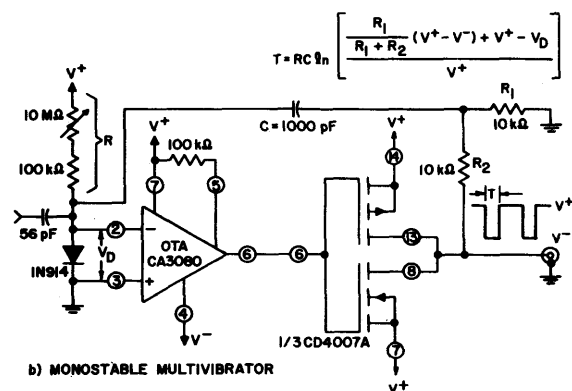 T = RC ℓn [ R1 / (R1 + R2) (V+ – V–) + V+ – VD / V+ ]
V+
10 MΩ
R
100 kΩ
56 pF
1N914
VD
C = 1000 pF
R1
10 kΩ
10 kΩ
R2
V+
100 kΩ
7
5
2
–
OTA
CA3080
3
+
4
V–
6
6
V+
14
13
8
7
V+
1/3 CD4007A
T
V+
V–
b) MONOSTABLE MULTIVIBRATOR